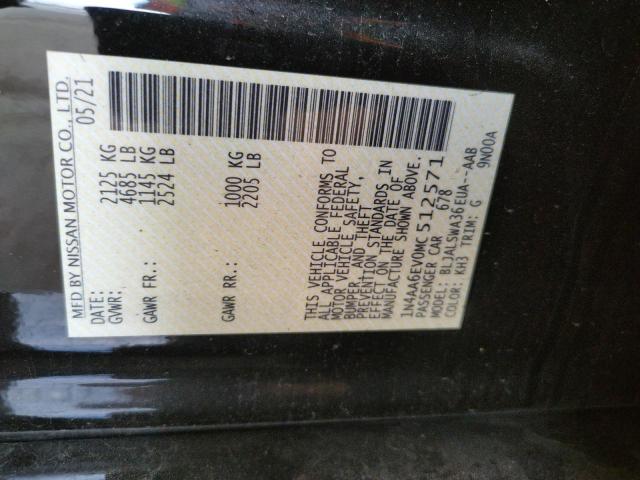 MFD BY NISSAN MOTOR CO., LTD.
DATE: 05/21
GVWR: 2125 KG
4685 LB
GAWR FR.: 1145 KG
2524 LB
GAWR RR.: 1000 KG
2205 LB
THIS VEHICLE CONFORMS TO
ALL APPLICABLE FEDERAL
MOTOR VEHICLE SAFETY,
BUMPER, AND THEFT
PREVENTION STANDARDS IN
EFFECT ON THE DATE OF
MANUFACTURE SHOWN ABOVE.
1N4AA6EV0MC512571
PASSENGER CAR 678
MODEL: BLJALSWA36EUA--AAB
COLOR: KH3 TRIM: G 9N00A